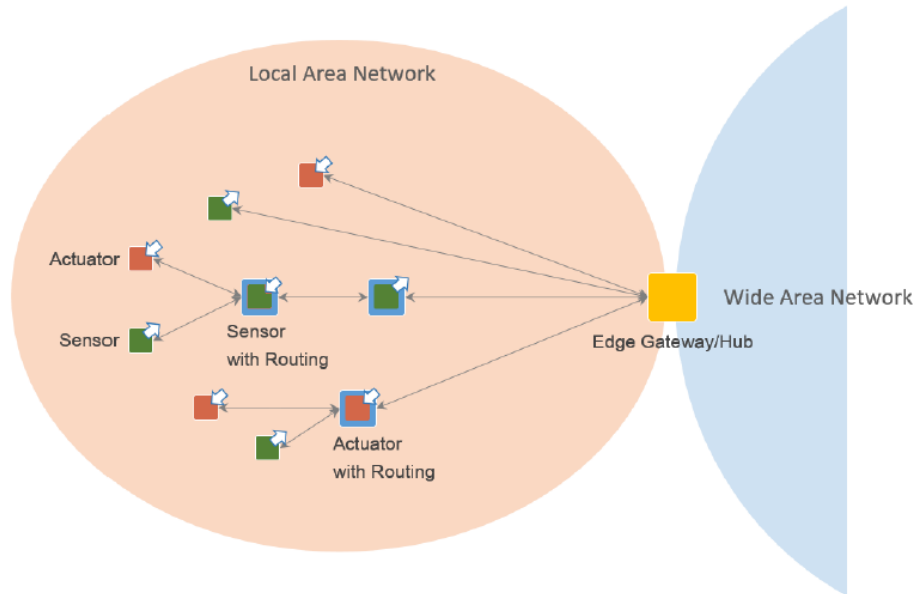 Local Area Network
Actuator
Sensor
Sensor
with Routing
Actuator
with Routing
Edge Gateway/Hub
Wide Area Network